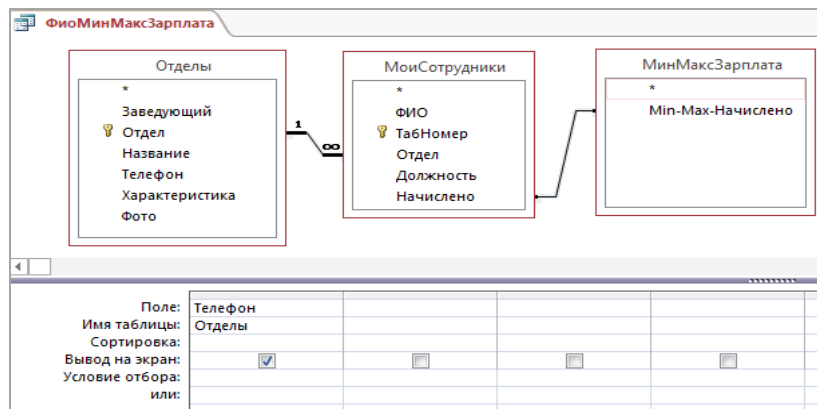 ФиоМинМаксЗарплата
Отделы
*
Заведующий
Отдел
Название
Телефон
Характеристика
Фото
1
∞
МоиСотрудники
*
ФИО
ТабНомер
Отдел
Должность
Начислено
МинМаксЗарплата
*
Min-Max-Начислено
Поле: Телефон
Имя таблицы: Отделы
Сортировка:
Вывод на экран:
Условие отбора:
или: